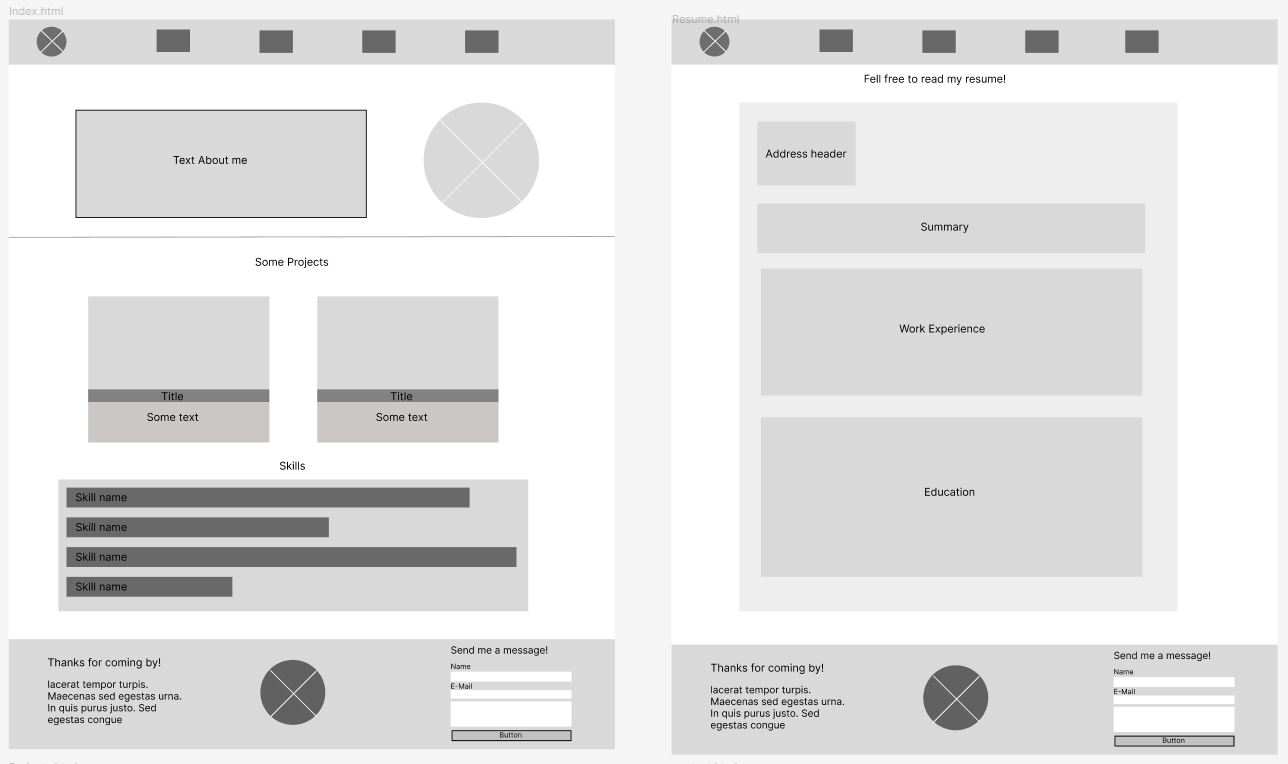 Index.html
Text About me
Some Projects
Title
Some text
Title
Some text
Skills
Skill name
Skill name
Skill name
Skill name
Thanks for coming by!
lacerat tempor turpis.
Maecenas sed egestas urna.
In quis purus justo. Sed
egestas congue
Send me a message!
Name
E-Mail
Button
Resume.html
Fell free to read my resume!
Address header
Summary
Work Experience
Education
Thanks for coming by!
lacerat tempor turpis.
Maecenas sed egestas urna.
In quis purus justo. Sed
egestas congue
Send me a message!
Name
E-Mail
Button